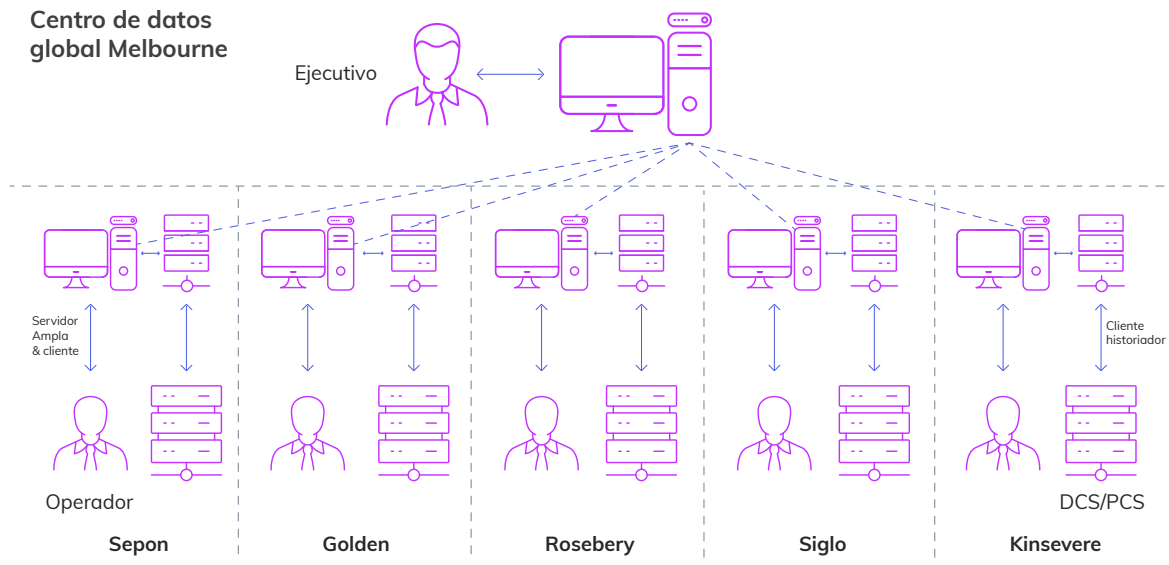 Centro de datos
global Melbourne
Ejecutivo
Servidor
Ampla
& cliente
Cliente
historiador
Operador
DCS/PCS
Sepon
Golden
Rosebery
Siglo
Kinsevere